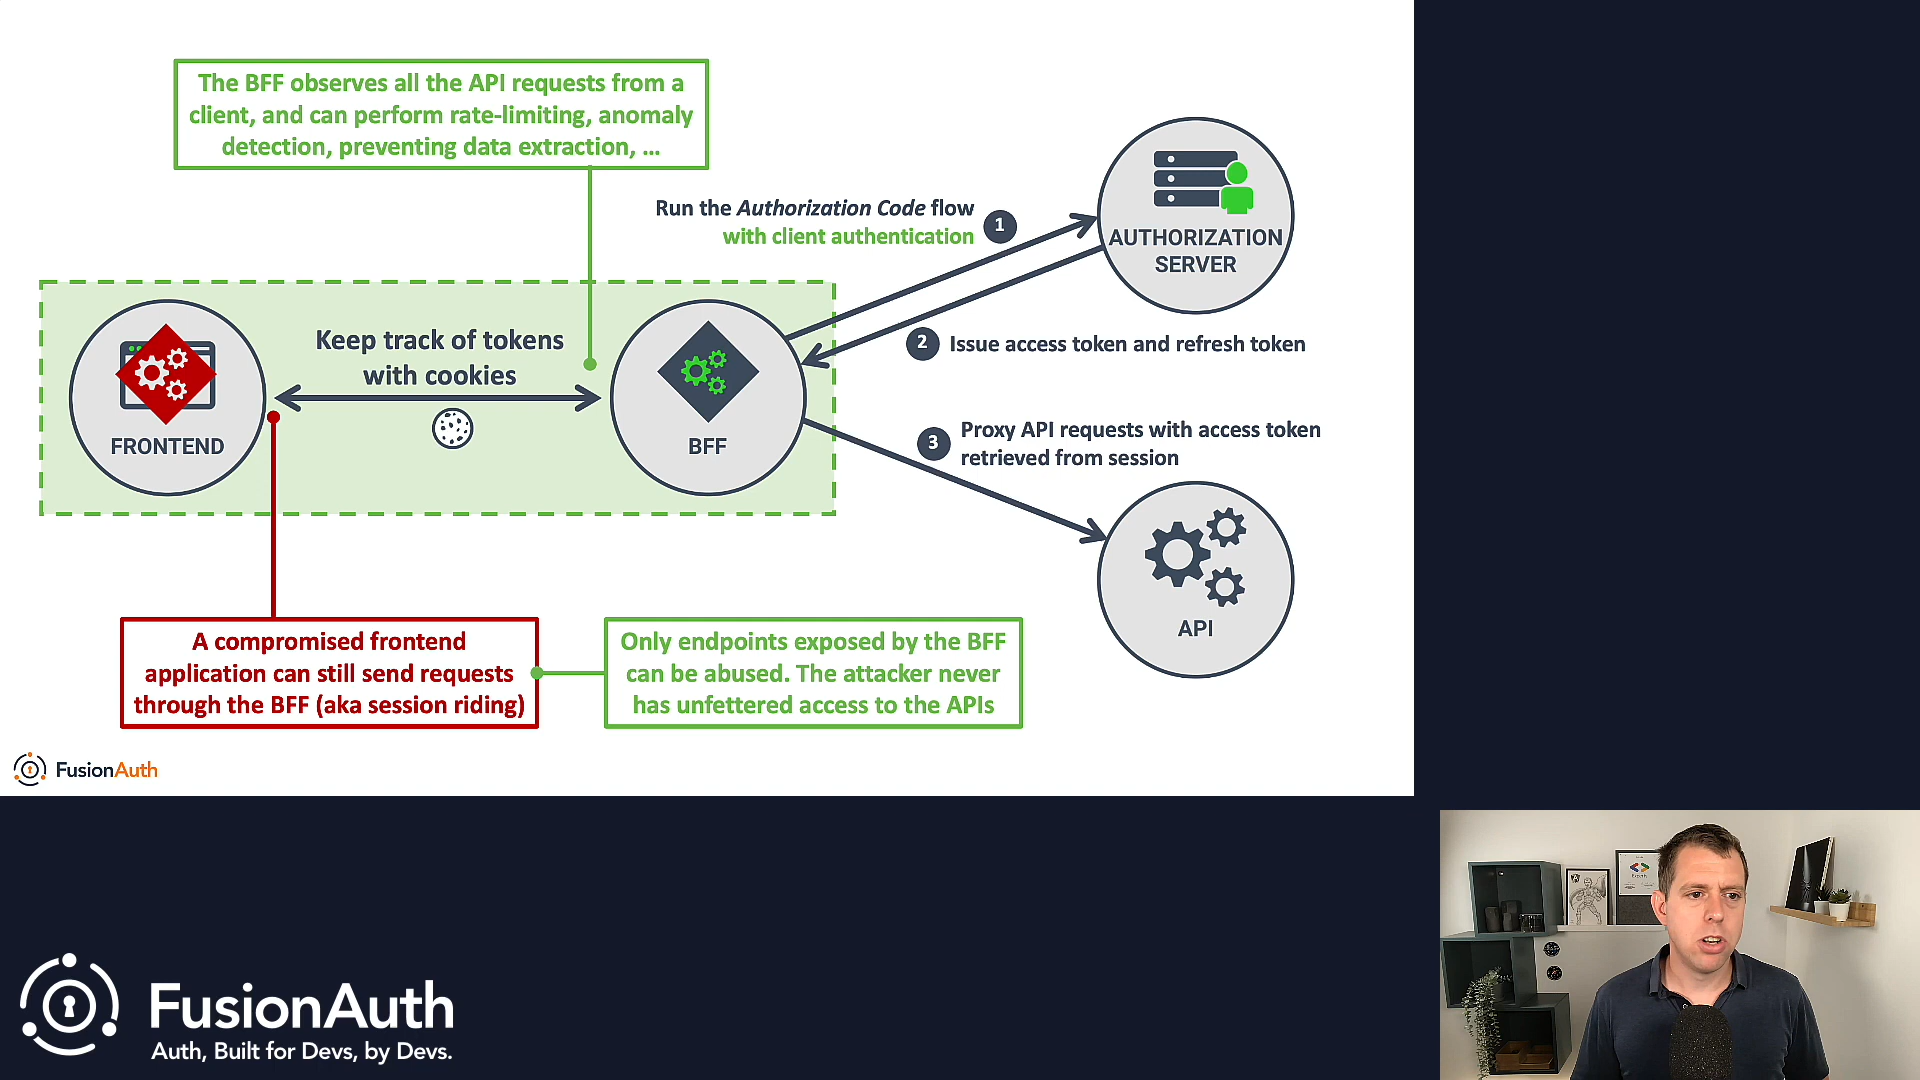 The BFF observes all the API requests from a
client, and can perform rate-limiting, anomaly
detection, preventing data extraction, ...
Run the Authorization Code flow
with client authentication
1
AUTHORIZATION
SERVER
Keep track of tokens
with cookies
2
Issue access token and refresh token
FRONTEND
BFF
3
Proxy API requests with access token
retrieved from session
API
A compromised frontend
application can still send requests
through the BFF (aka session riding)
Only endpoints exposed by the BFF
can be abused. The attacker never
has unfettered access to the APIs
FusionAuth
FusionAuth
Auth, Built for Devs, by Devs.